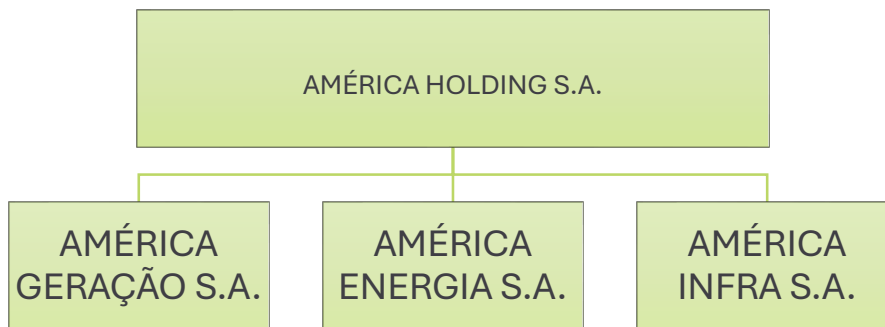 AMÉRICA HOLDING S.A.
AMÉRICA
GERAÇÃO S.A.
AMÉRICA
ENERGIA S.A.
AMÉRICA
INFRA S.A.